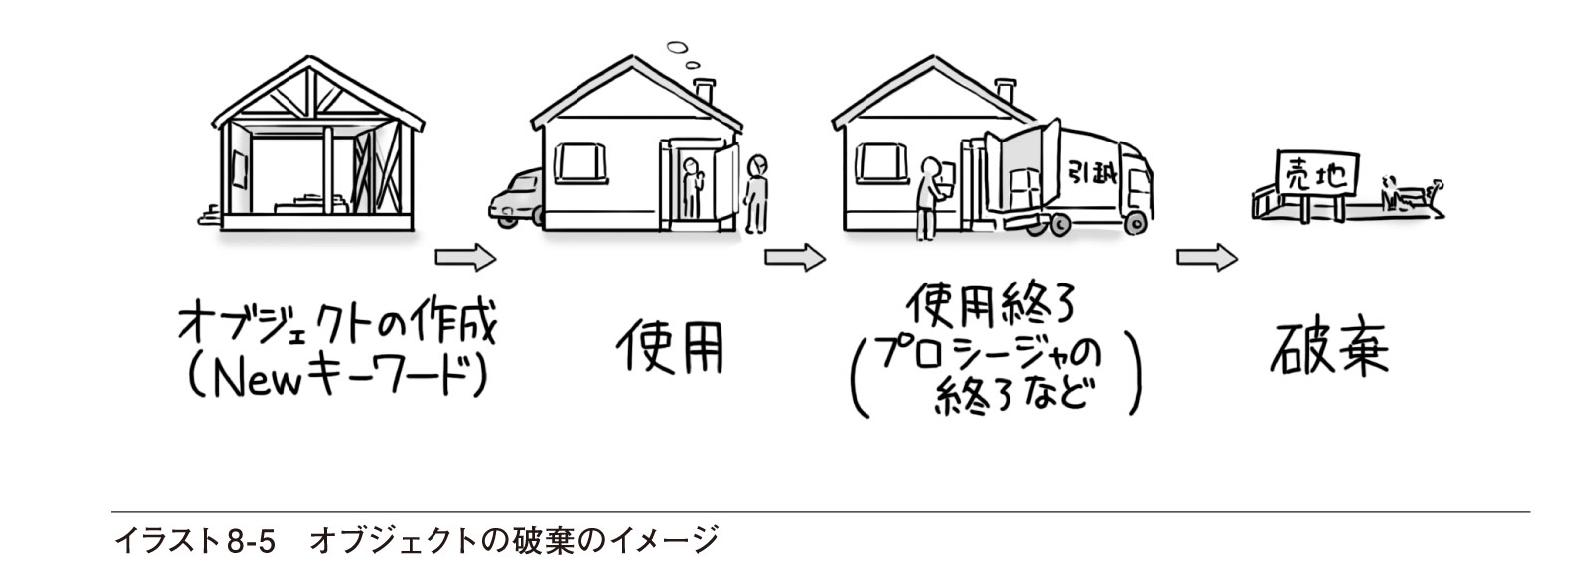 引越
売地
オブジェクトの作成
(Newキーワード)
使用
使用終了
(プロシージャの
終了など)
破棄
イラスト8-5　オブジェクトの破棄のイメージ